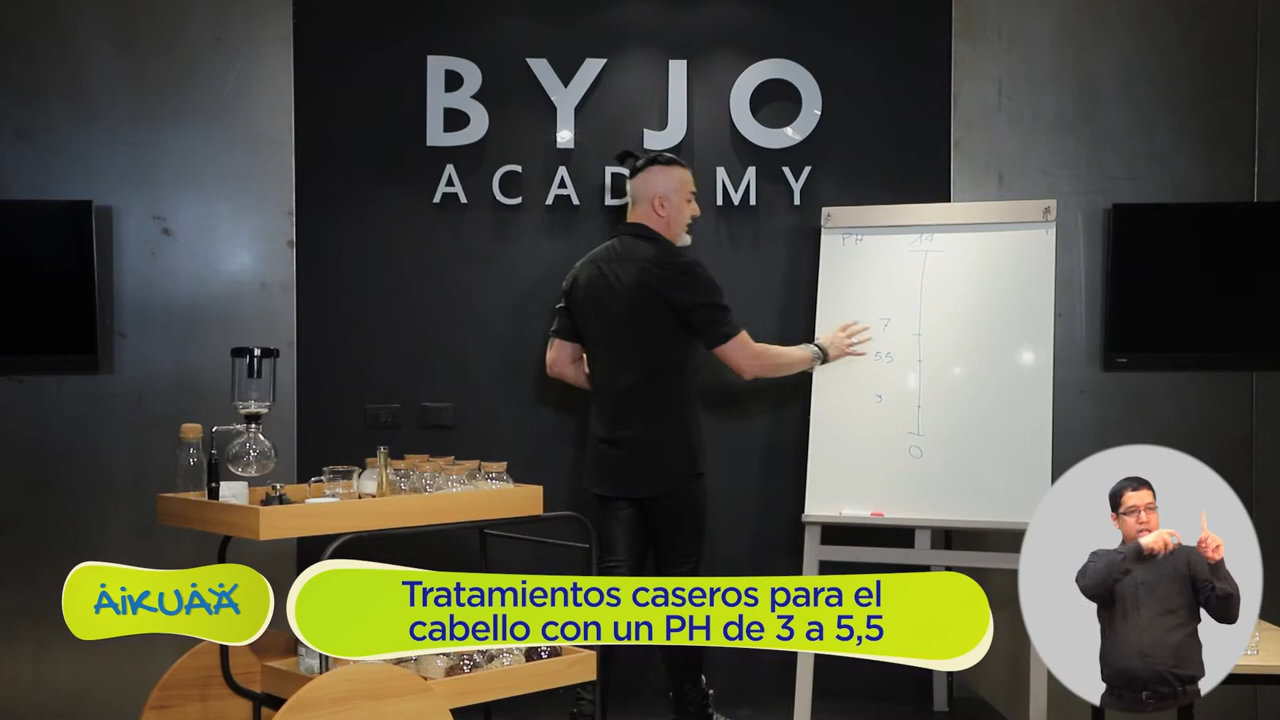 BYJO
ACADEMY
PH 14
7
5,5
3
0
AiKUAA
Tratamientos caseros para el
cabello con un PH de 3 a 5,5